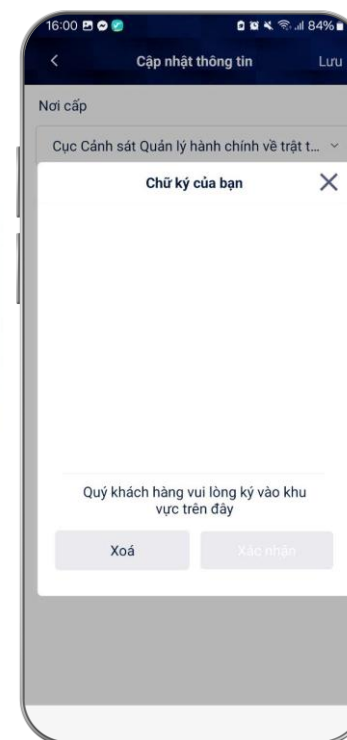 16:00 84%
Cập nhật thông tin Lưu
Nơi cấp
Cục Cảnh sát Quản lý hành chính về trật t...
Chữ ký của bạn
Quý khách hàng vui lòng ký vào khu
vực trên đây
Xoá Xác nhận